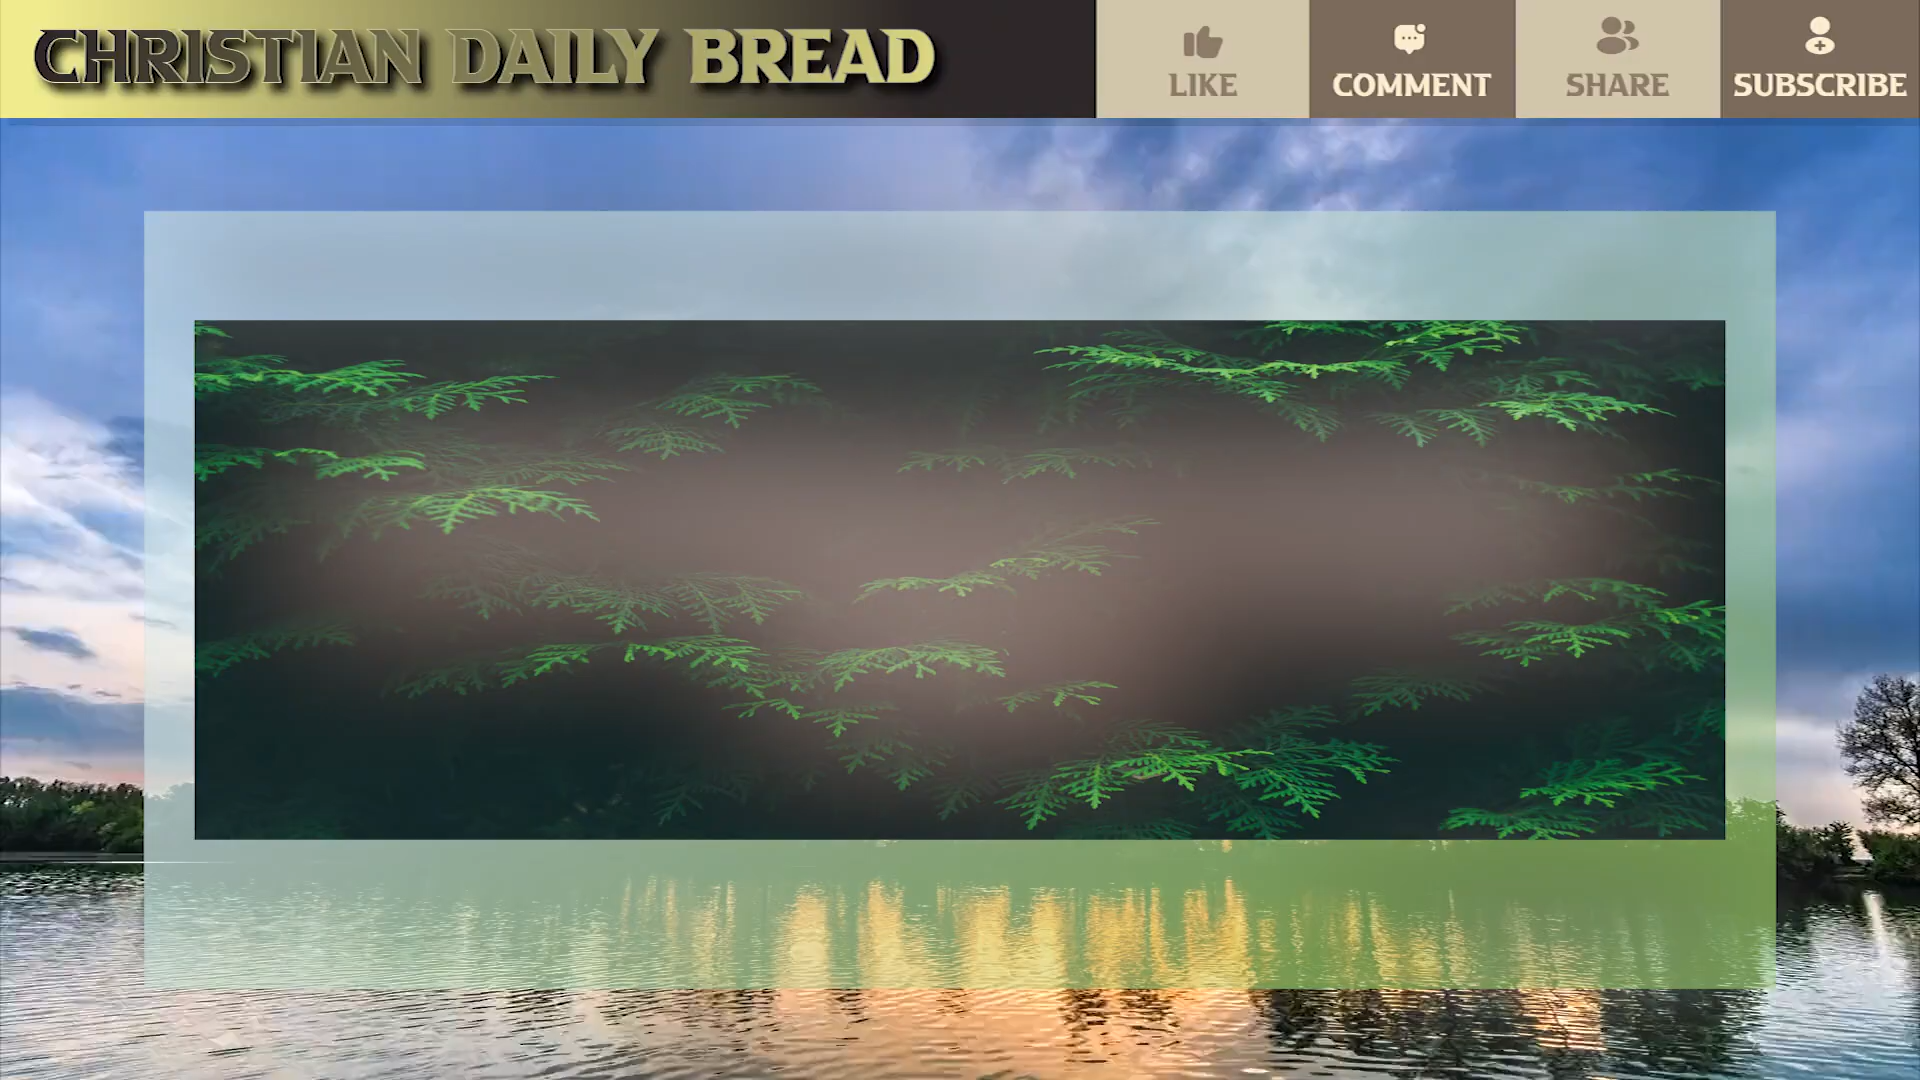 CHRISTIAN DAILY BREAD
LIKE
COMMENT
SHARE
SUBSCRIBE